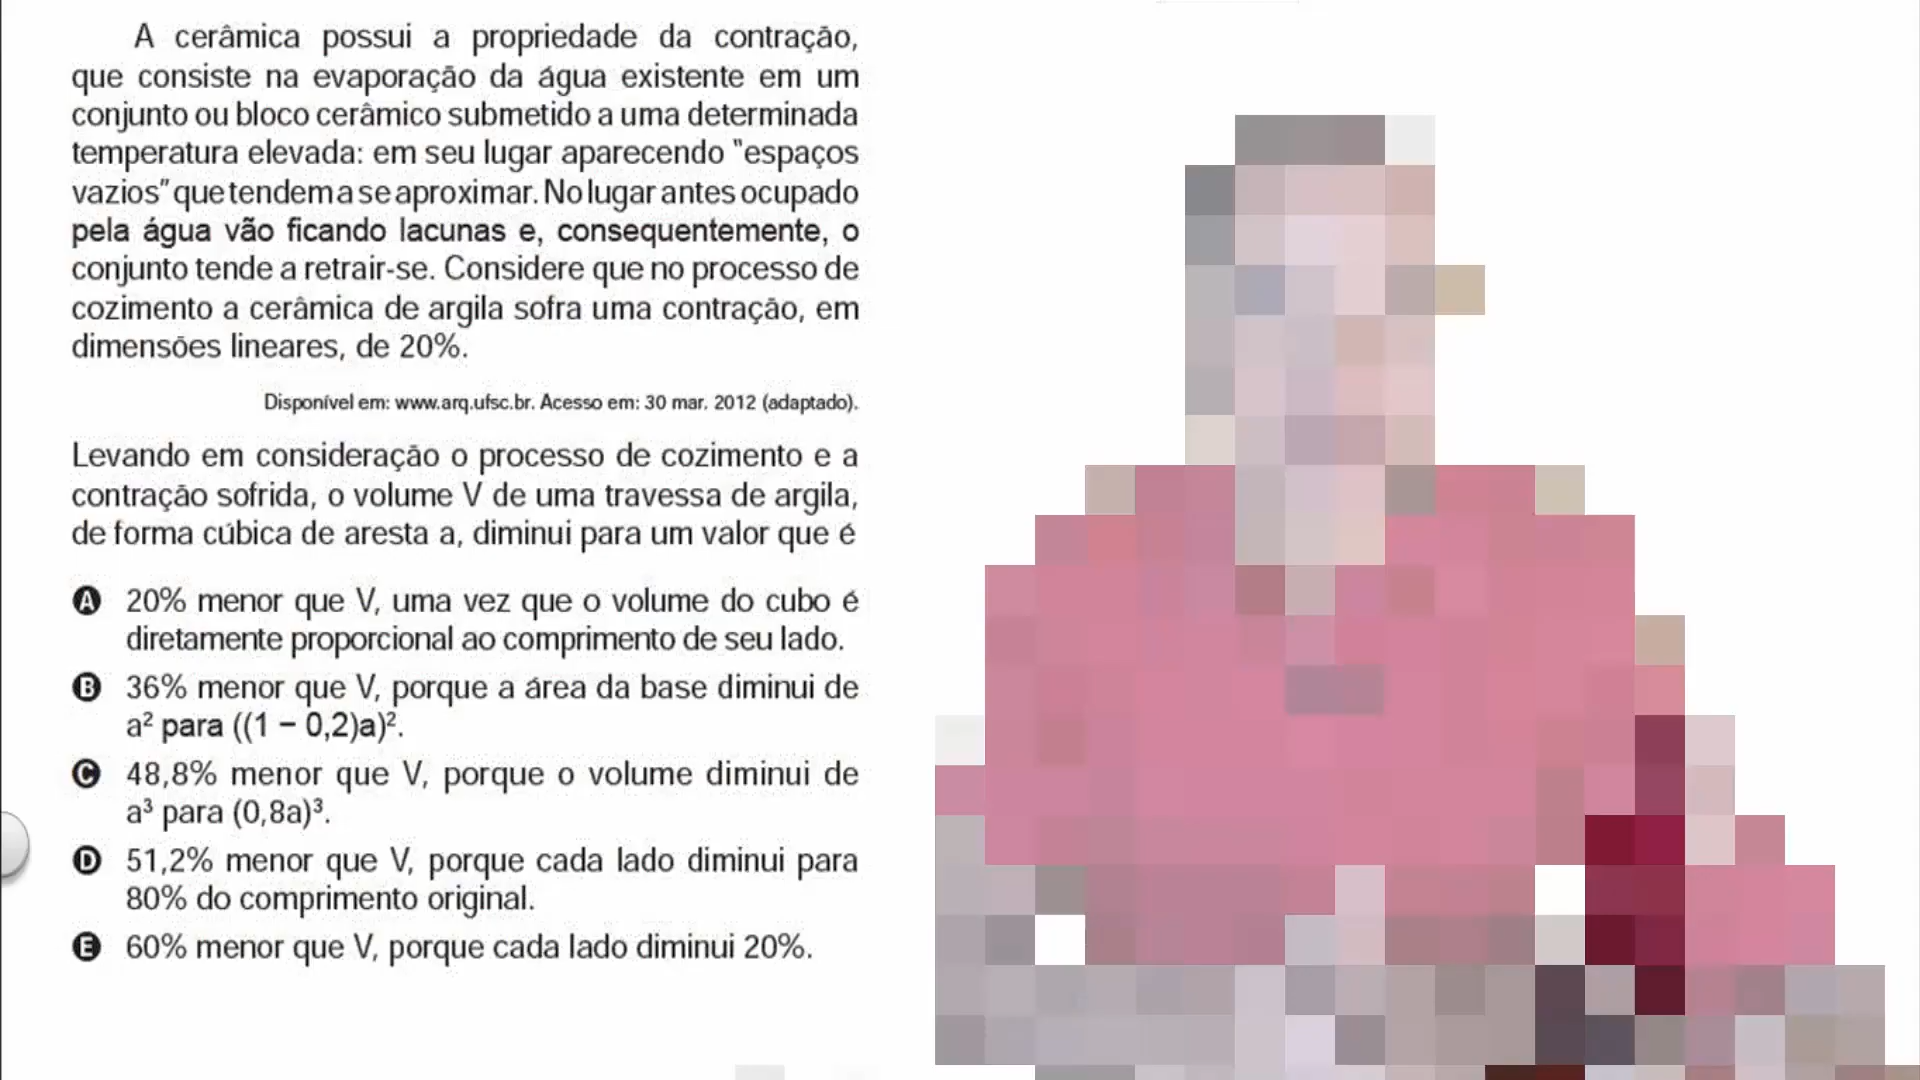 A cerâmica possui a propriedade da contração,
que consiste na evaporação da água existente em um
conjunto ou bloco cerâmico submetido a uma determinada
temperatura elevada: em seu lugar aparecendo "espaços
vazios" que tendem a se aproximar. No lugar antes ocupado
pela água vão ficando lacunas e, consequentemente, o
conjunto tende a retrair-se. Considere que no processo de
cozimento a cerâmica de argila sofra uma contração, em
dimensões lineares, de 20%.
Disponível em: www.arq.ufsc.br. Acesso em: 30 mar. 2012 (adaptado).
Levando em consideração o processo de cozimento e a
contração sofrida, o volume V de uma travessa de argila,
de forma cúbica de aresta a, diminui para um valor que é
A 20% menor que V, uma vez que o volume do cubo é
diretamente proporcional ao comprimento de seu lado.
B 36% menor que V, porque a área da base diminui de
a² para ((1 − 0,2)a)².
C 48,8% menor que V, porque o volume diminui de
a³ para (0,8a)³.
D 51,2% menor que V, porque cada lado diminui para
80% do comprimento original.
E 60% menor que V, porque cada lado diminui 20%.